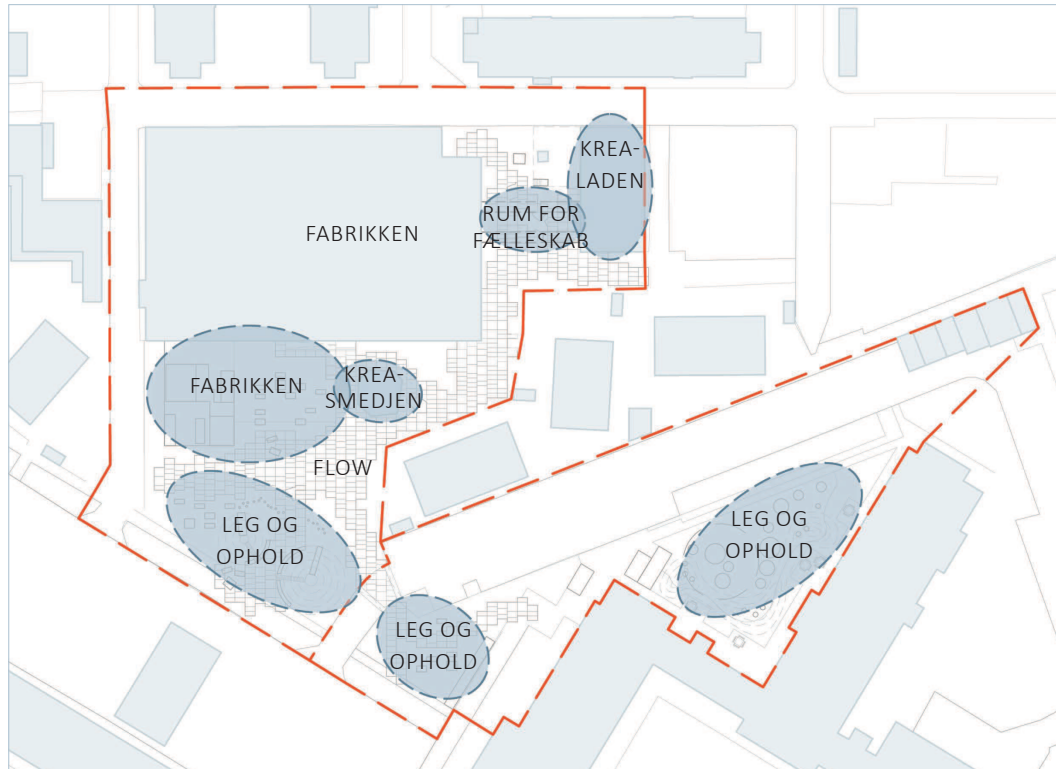 KREA-
LADEN
RUM FOR
FÆLLESKAB
FABRIKKEN
FABRIKKEN
KREA-
SMEDJEN
FLOW
LEG OG
OPHOLD
LEG OG
OPHOLD
LEG OG
OPHOLD